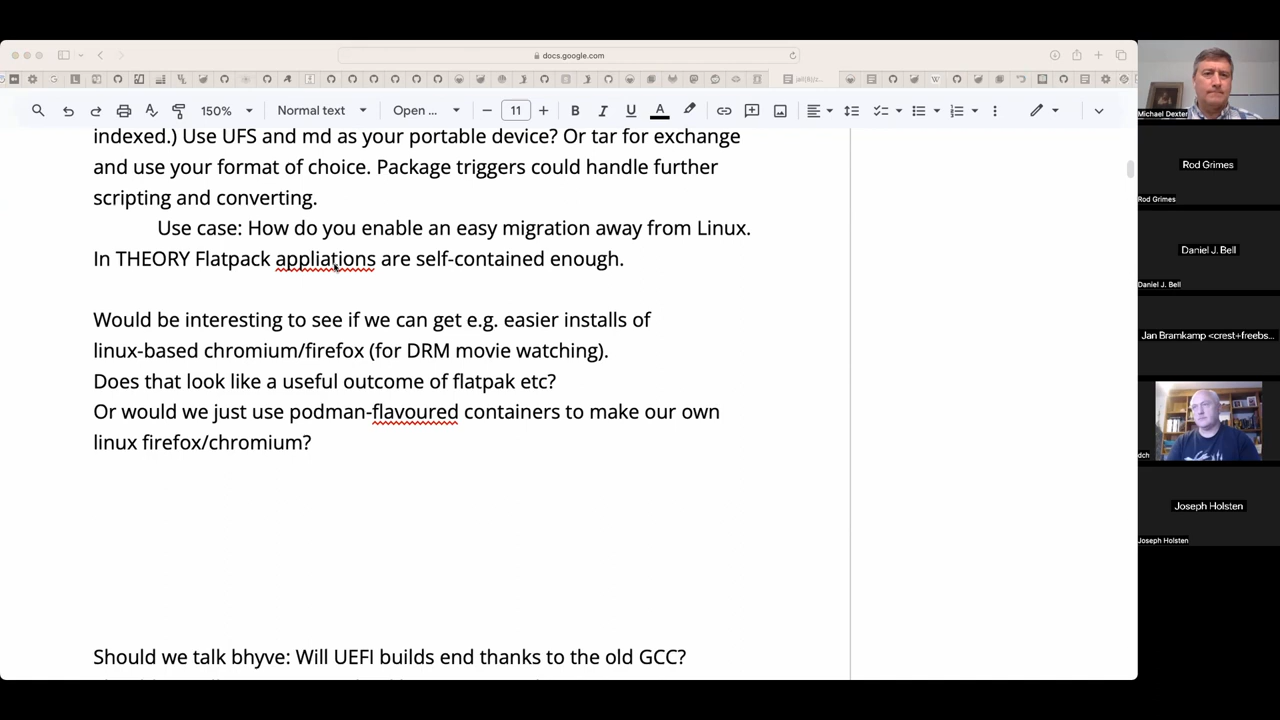 docs.google.com
150%
Normal text
Open ...
11
indexed.) Use UFS and md as your portable device? Or tar for exchange
and use your format of choice. Package triggers could handle further
scripting and converting.
Use case: How do you enable an easy migration away from Linux.
In THEORY Flatpack appliations are self-contained enough.
Would be interesting to see if we can get e.g. easier installs of
linux-based chromium/firefox (for DRM movie watching).
Does that look like a useful outcome of flatpak etc?
Or would we just use podman-flavoured containers to make our own
linux firefox/chromium?
Should we talk bhyve: Will UEFI builds end thanks to the old GCC?
Michael Dexter
Rod Grimes
Rod Grimes
Daniel J. Bell
Daniel J. Bell
Jan Bramkamp <crest+freebs...
dch
Joseph Holsten
Joseph Holsten